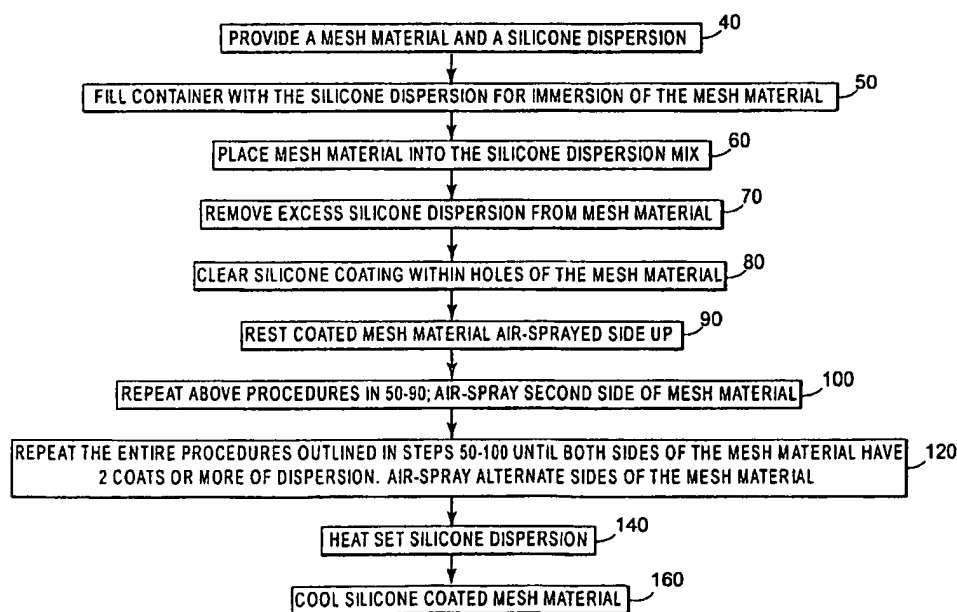 PROVIDE A MESH MATERIAL AND A SILICONE DISPERSION 40
FILL CONTAINER WITH THE SILICONE DISPERSION FOR IMMERSION OF THE MESH MATERIAL 50
PLACE MESH MATERIAL INTO THE SILICONE DISPERSION MIX 60
REMOVE EXCESS SILICONE DISPERSION FROM MESH MATERIAL 70
CLEAR SILICONE COATING WITHIN HOLES OF THE MESH MATERIAL 80
REST COATED MESH MATERIAL AIR-SPRAYED SIDE UP 90
REPEAT ABOVE PROCEDURES IN 50-90; AIR-SPRAY SECOND SIDE OF MESH MATERIAL 100
REPEAT THE ENTIRE PROCEDURES OUTLINED IN STEPS 50-100 UNTIL BOTH SIDES OF THE MESH MATERIAL HAVE
2 COATS OR MORE OF DISPERSION. AIR-SPRAY ALTERNATE SIDES OF THE MESH MATERIAL 120
HEAT SET SILICONE DISPERSION 140
COOL SILICONE COATED MESH MATERIAL 160